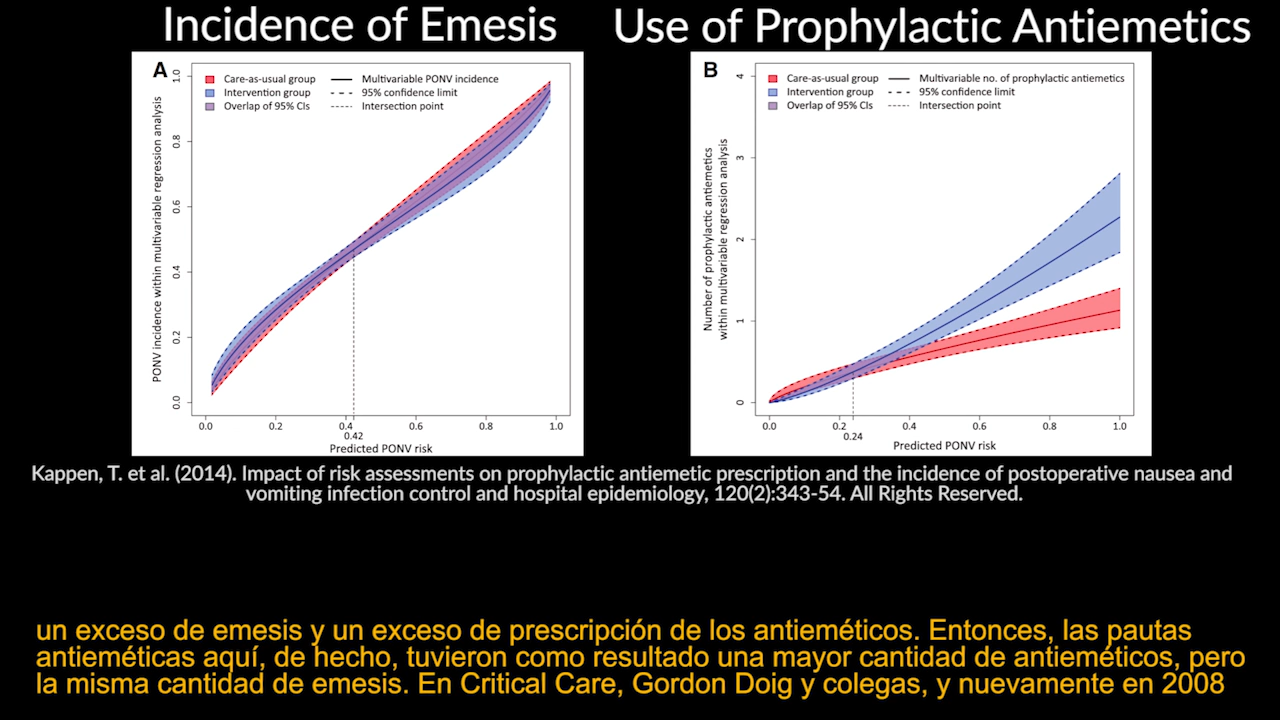 Incidence of Emesis
Use of Prophylactic Antiemetics
A
Care-as-usual group
Intervention group
Overlap of 95% CIs
Multivariable PONV incidence
95% confidence limit
Intersection point
PONV incidence within multivariable regression analysis
1.0
0.8
0.6
0.4
0.2
0.0
0.0 0.2 0.4 0.6 0.8 1.0
0.42
Predicted PONV risk
B
Care-as-usual group
Intervention group
Overlap of 95% CIs
Multivariable no. of prophylactic antiemetics
95% confidence limit
Intersection point
Number of prophylactic antiemetics
within multivariable regression analysis
4
3
2
1
0
0.0 0.2 0.4 0.6 0.8 1.0
0.24
Predicted PONV risk
Kappen, T. et al. (2014). Impact of risk assessments on prophylactic antiemetic prescription and the incidence of postoperative nausea and
vomiting infection control and hospital epidemiology, 120(2):343-54. All Rights Reserved.
un exceso de emesis y un exceso de prescripción de los antieméticos. Entonces, las pautas
antieméticas aquí, de hecho, tuvieron como resultado una mayor cantidad de antieméticos, pero
la misma cantidad de emesis. En Critical Care, Gordon Doig y colegas, y nuevamente en 2008